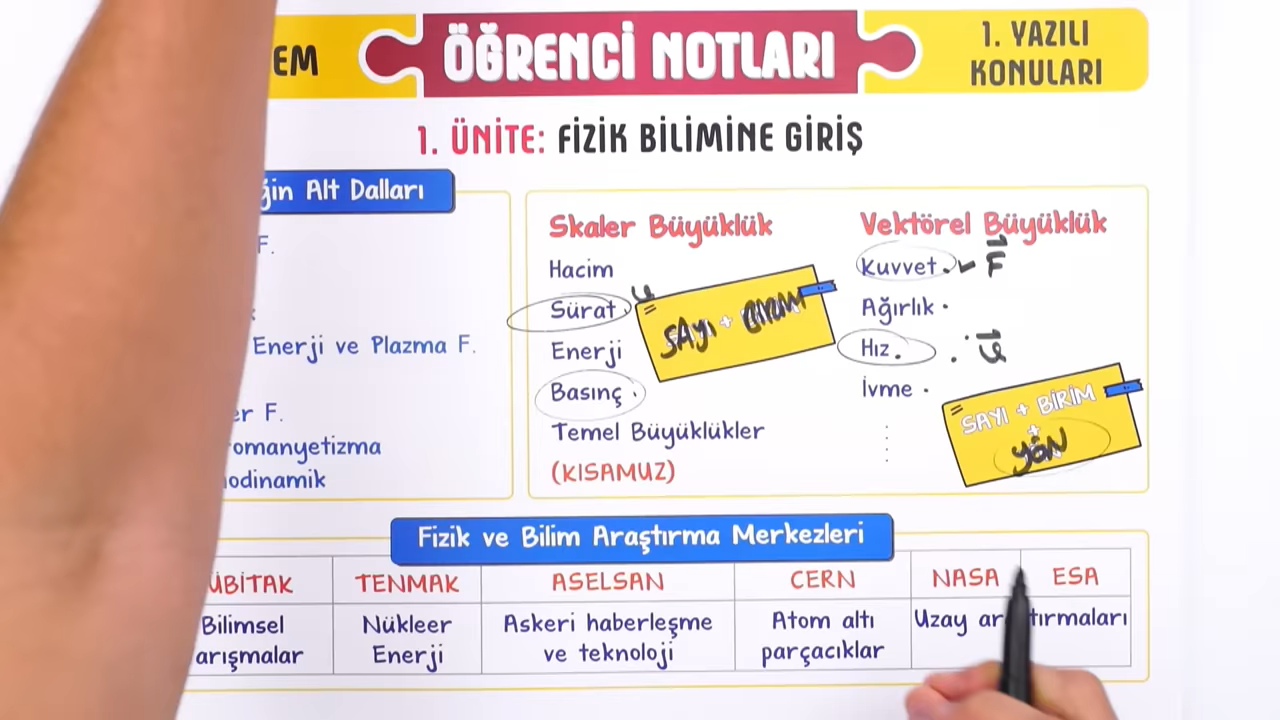 EM
ÖĞRENCİ NOTLARI
1. YAZILI
KONULARI
1. ÜNİTE: FİZİK BİLİMİNE GİRİŞ
ğin Alt Dalları
F.
Enerji ve Plazma F.
er F.
omanyetizma
odinamik
Skaler Büyüklük
Hacim
Sürat
Enerji
Basınç
Temel Büyüklükler
(KISAMUZ)
SAYI + BİRİM
Vektörel Büyüklük
Kuvvet F
Ağırlık
Hız
İvme
SAYI + BİRİM
+
YÖN
Fizik ve Bilim Araştırma Merkezleri
ÜBİTAK TENMAK ASELSAN CERN NASA ESA
Bilimsel Nükleer Askeri haberleşme Atom altı Uzay ar tırmaları
arışmalar Enerji ve teknoloji parçacıklar